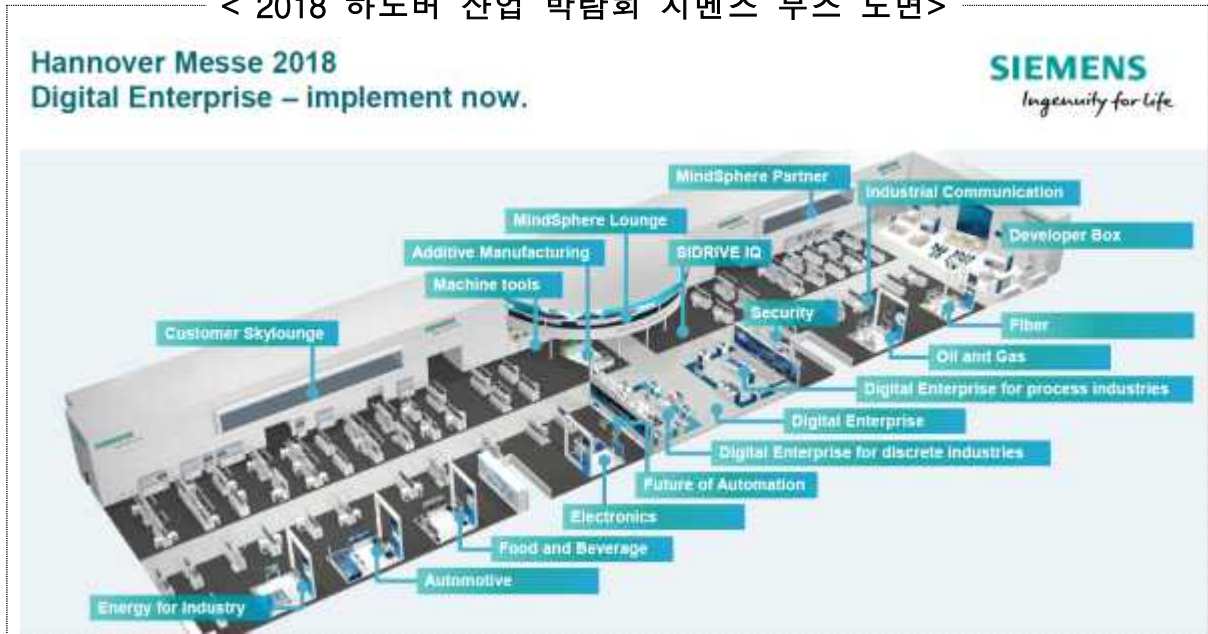 < 2018 하노버 산업 박람회 지멘스 부스 도면>
Hannover Messe 2018
Digital Enterprise – implement now.
SIEMENS
Ingenuity for life
MindSphere Partner
Industrial Communication
MindSphere Lounge
Developer Box
Additive Manufacturing
SIDRIVE IQ
Machine tools
Security
Customer Skylounge
Fiber
Oil and Gas
Digital Enterprise for process industries
Digital Enterprise
Digital Enterprise for discrete industries
Future of Automation
Electronics
Food and Beverage
Automotive
Energy for Industry